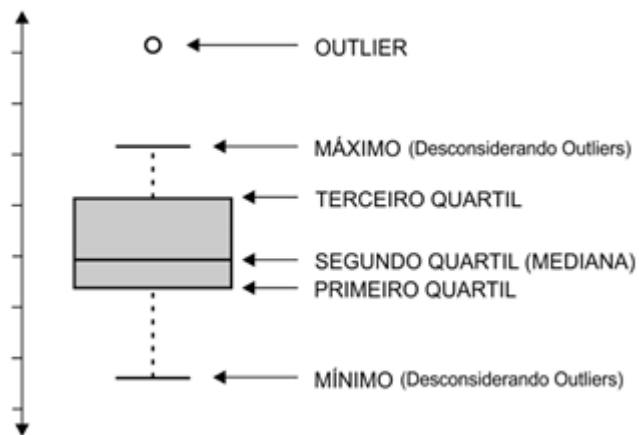 OUTLIER
MÁXIMO (Desconsiderando Outliers)
TERCEIRO QUARTIL
SEGUNDO QUARTIL (MEDIANA)
PRIMEIRO QUARTIL
MÍNIMO (Desconsiderando Outliers)